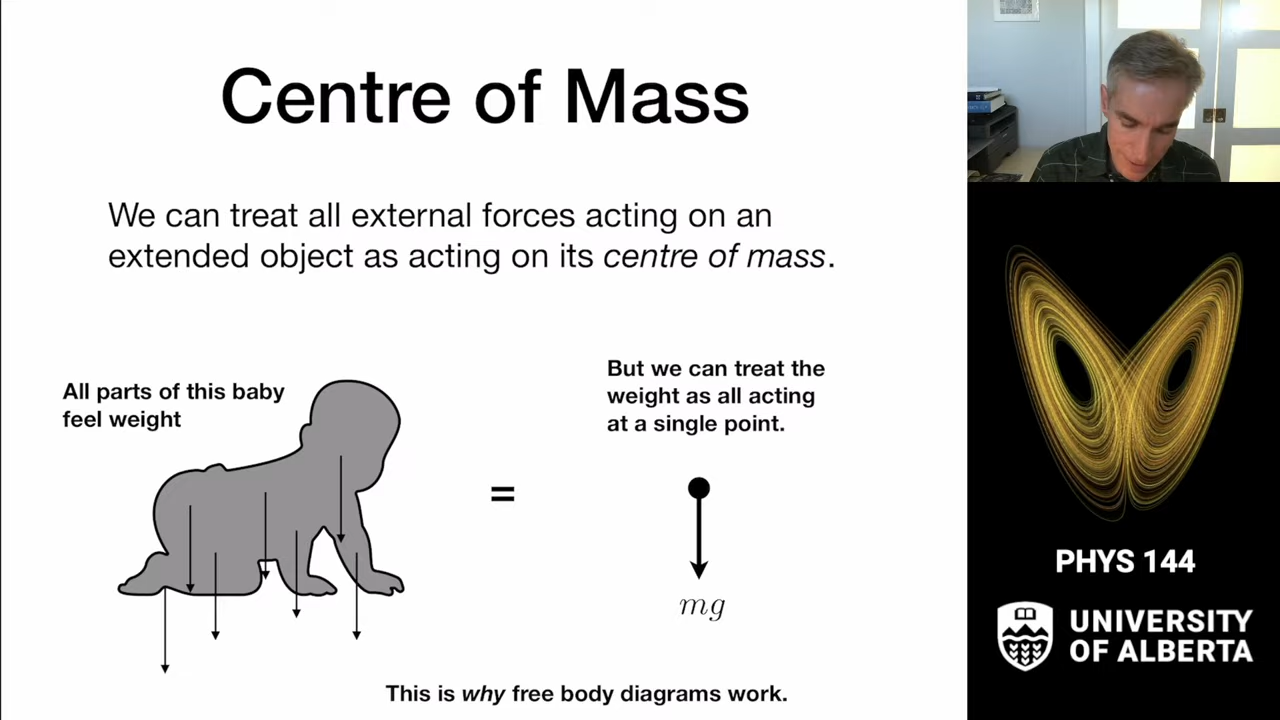 Centre of Mass
We can treat all external forces acting on an
extended object as acting on its centre of mass.
All parts of this baby
feel weight
=
But we can treat the
weight as all acting
at a single point.
mg
This is why free body diagrams work.
PHYS 144
UNIVERSITY
OF ALBERTA